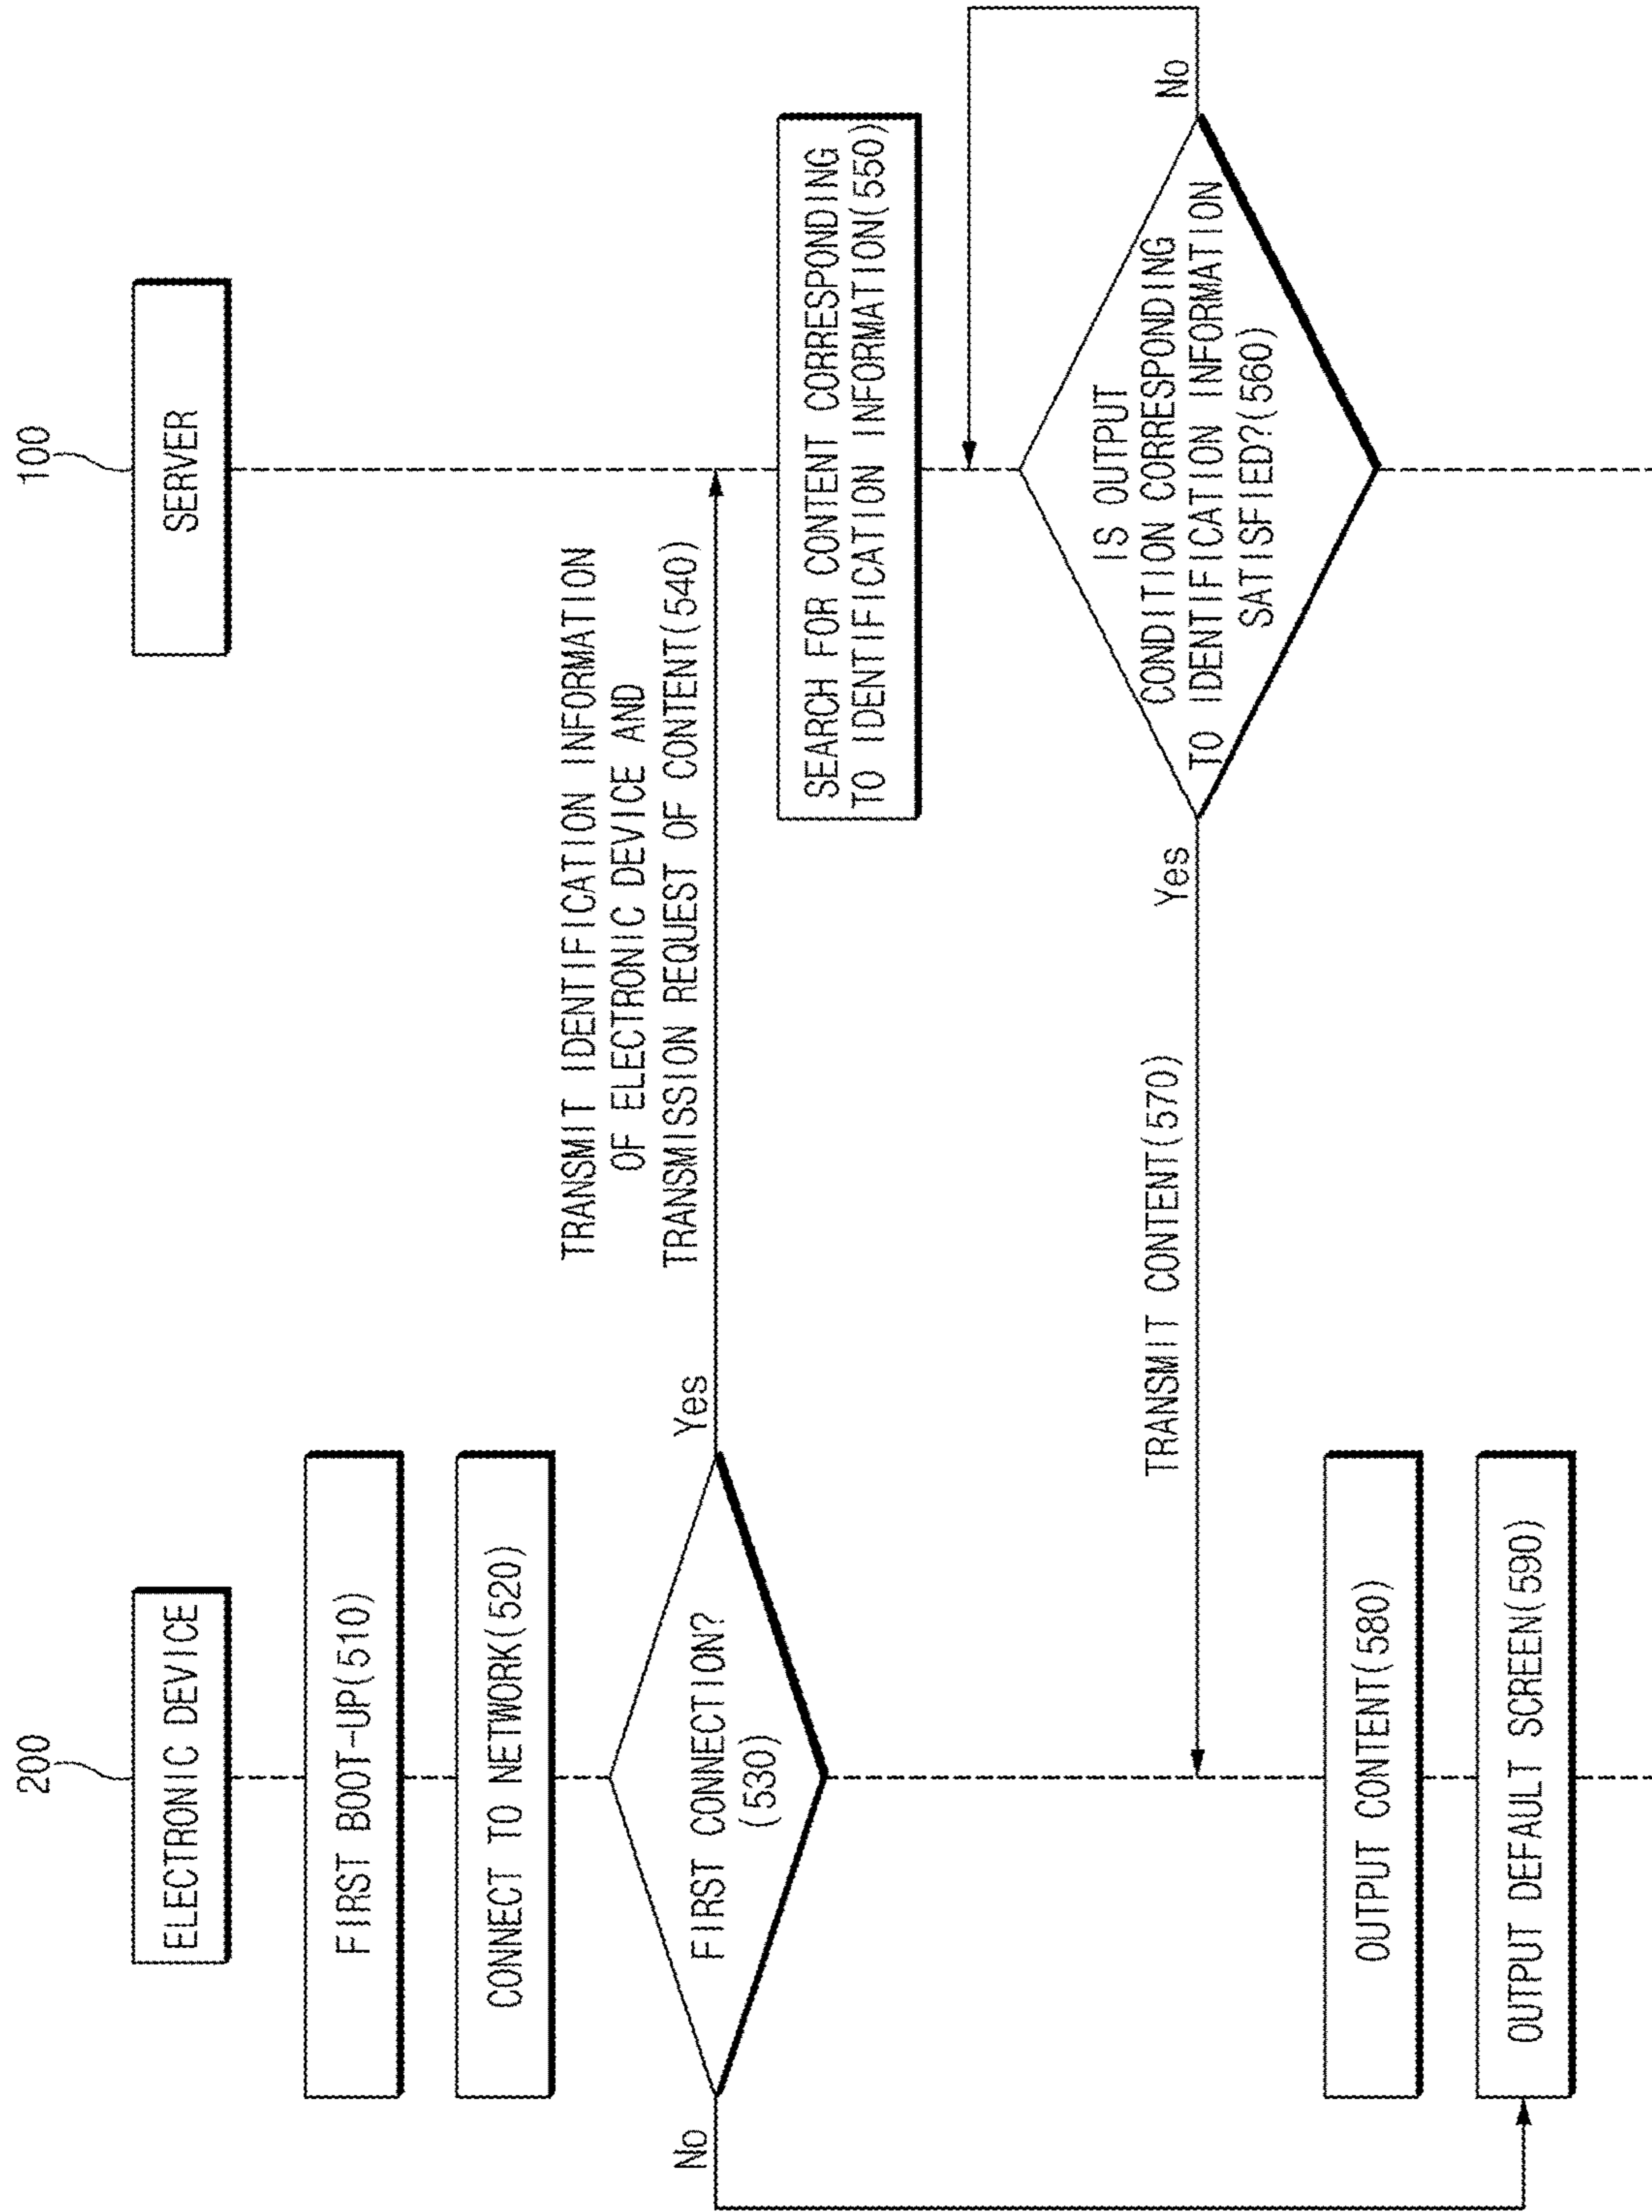 200
100
ELECTRONIC DEVICE
SERVER
FIRST BOOT-UP(510)
CONNECT TO NETWORK(520)
FIRST CONNECTION?
(530)
No
Yes
TRANSMIT IDENTIFICATION INFORMATION
OF ELECTRONIC DEVICE AND
TRANSMISSION REQUEST OF CONTENT(540)
SEARCH FOR CONTENT CORRESPONDING
TO IDENTIFICATION INFORMATION(550)
IS OUTPUT
CONDITION CORRESPONDING
TO IDENTIFICATION INFORMATION
SATISFIED?(560)
No
Yes
TRANSMIT CONTENT(570)
OUTPUT CONTENT(580)
OUTPUT DEFAULT SCREEN(590)